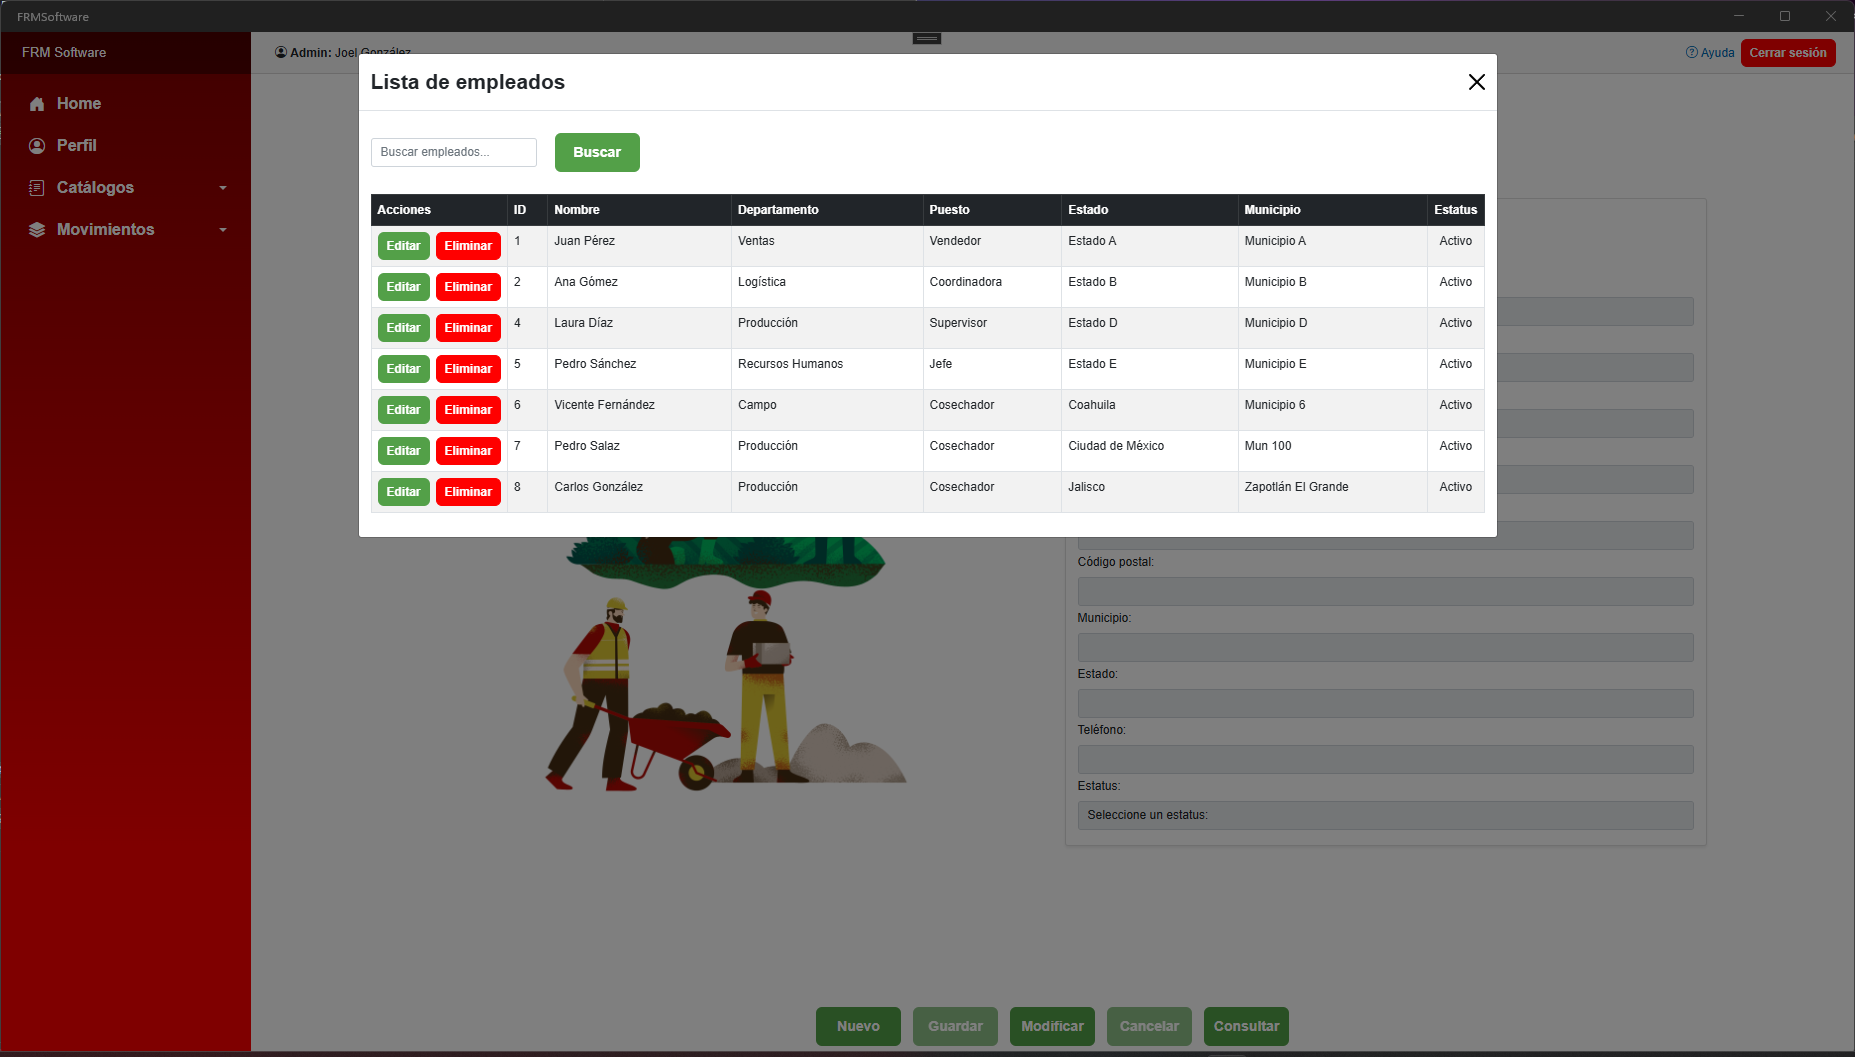 FRMSoftware
FRM Software
Admin: Joel González
Ayuda
Cerrar sesión
Home
Perfil
Catálogos
Movimientos
Lista de empleados
Buscar empleados...
Buscar
Acciones ID Nombre Departamento Puesto Estado Municipio Estatus
Editar Eliminar 1 Juan Pérez Ventas Vendedor Estado A Municipio A Activo
Editar Eliminar 2 Ana Gómez Logística Coordinadora Estado B Municipio B Activo
Editar Eliminar 4 Laura Díaz Producción Supervisor Estado D Municipio D Activo
Editar Eliminar 5 Pedro Sánchez Recursos Humanos Jefe Estado E Municipio E Activo
Editar Eliminar 6 Vicente Fernández Campo Cosechador Coahuila Municipio 6 Activo
Editar Eliminar 7 Pedro Salaz Producción Cosechador Ciudad de México Mun 100 Activo
Editar Eliminar 8 Carlos González Producción Cosechador Jalisco Zapotlán El Grande Activo
Código postal:
Municipio:
Estado:
Teléfono:
Estatus:
Seleccione un estatus:
Nuevo Guardar Modificar Cancelar Consultar